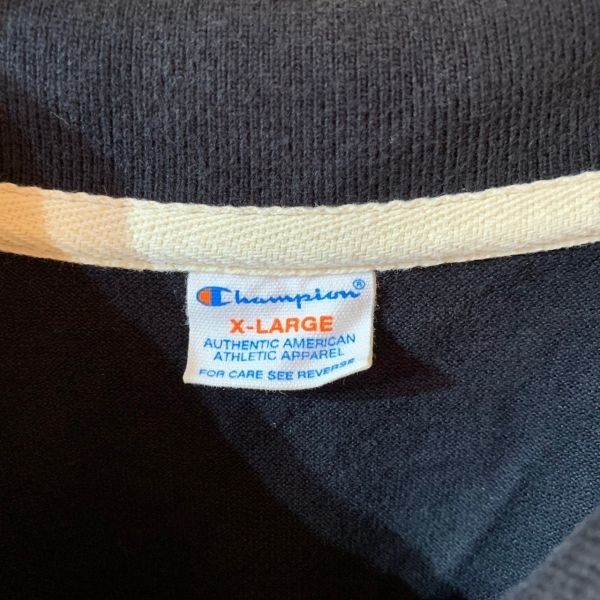 Champion®
X-LARGE
AUTHENTIC AMERICAN
ATHLETIC APPAREL
FOR CARE SEE REVERSE